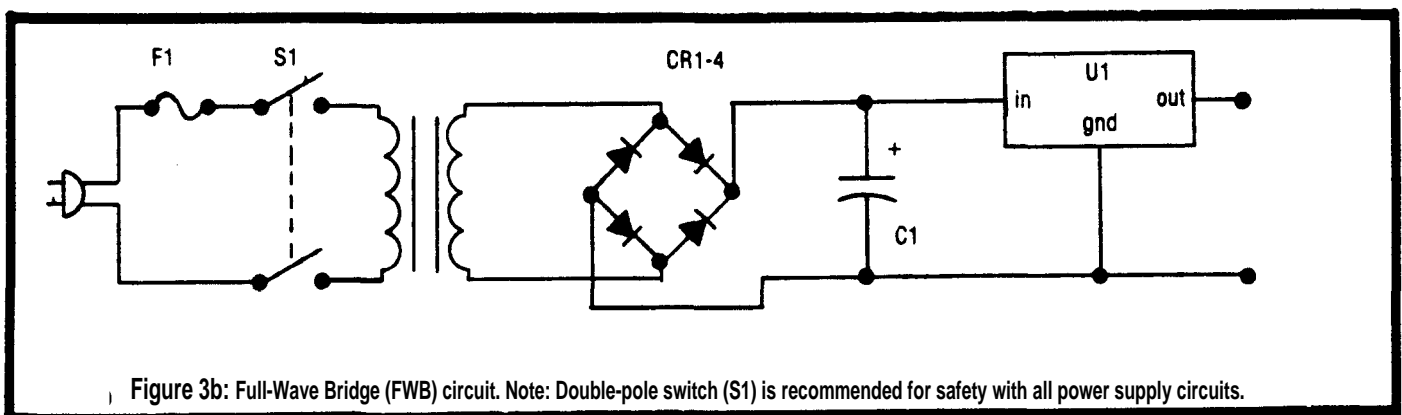 F1
S1
CR1-4
U1
in
out
gnd
+
C1
Figure 3b: Full-Wave Bridge (FWB) circuit. Note: Double-pole switch (S1) is recommended for safety with all power supply circuits.